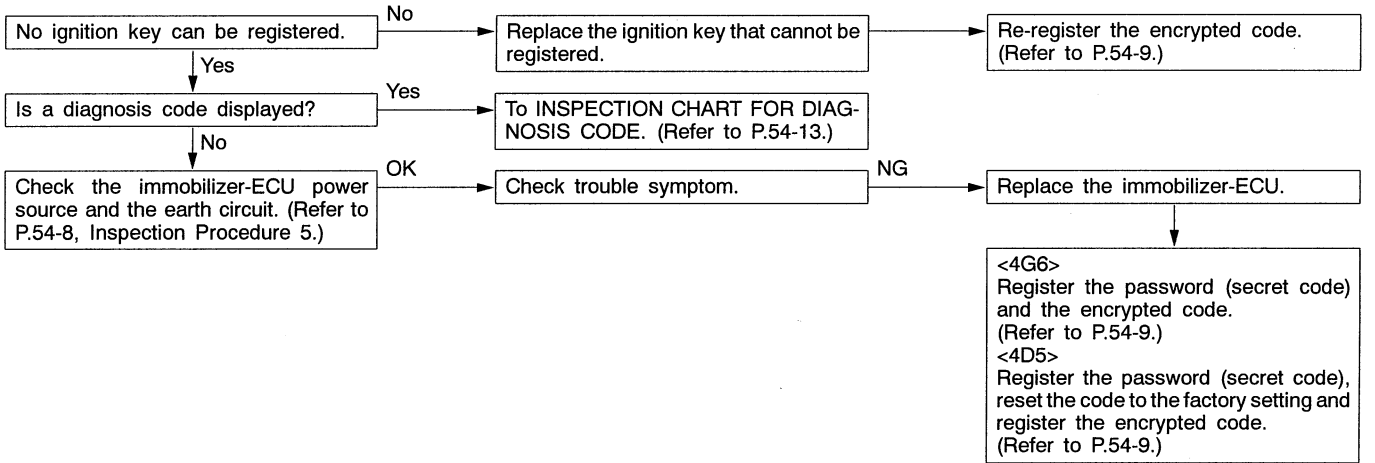 No ignition key can be registered.
No
Replace the ignition key that cannot be
registered.
Re-register the encrypted code.
(Refer to P.54-9.)
Yes
Is a diagnosis code displayed?
Yes
To INSPECTION CHART FOR DIAG-
NOSIS CODE. (Refer to P.54-13.)
No
Check the immobilizer-ECU power
source and the earth circuit. (Refer to
P.54-8, Inspection Procedure 5.)
OK
Check trouble symptom.
NG
Replace the immobilizer-ECU.
<4G6>
Register the password (secret code)
and the encrypted code.
(Refer to P.54-9.)
<4D5>
Register the password (secret code),
reset the code to the factory setting and
register the encrypted code.
(Refer to P.54-9.)